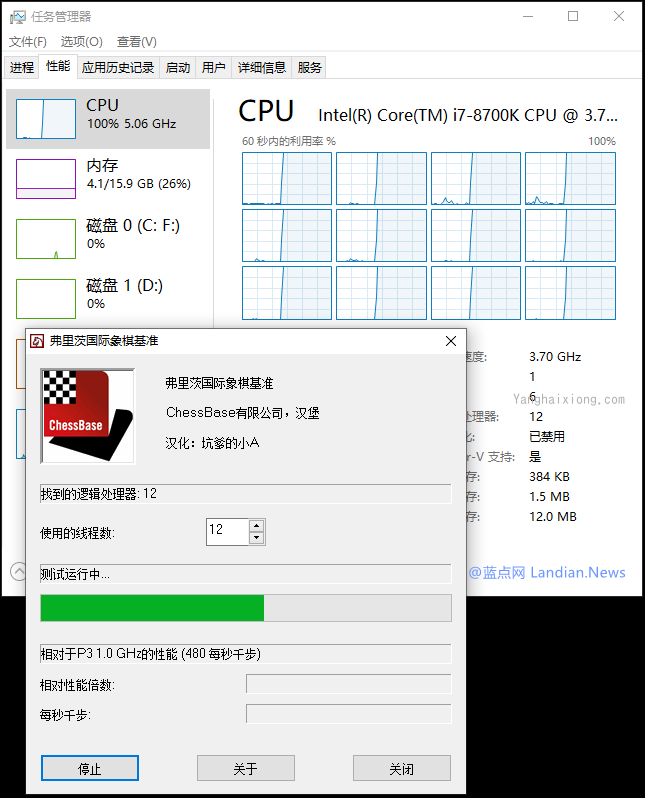 任务管理器
文件(F) 选项(O) 查看(V)
进程 性能 应用历史记录 启动 用户 详细信息 服务
CPU
100% 5.06 GHz
内存
4.1/15.9 GB (26%)
磁盘 0 (C: F:)
0%
磁盘 1 (D:)
0%
CPU Intel(R) Core(TM) i7-8700K CPU @ 3.7...
60 秒内的利用率 % 100%
速度: 3.70 GHz
1
6
Yanghaixiong.com
处理器: 12
化: 已禁用
r-V 支持: 是
存: 384 KB
存: 1.5 MB
存: 12.0 MB
@蓝点网 Landian.News
弗里茨国际象棋基准
ChessBase
弗里茨国际象棋基准
ChessBase有限公司，汉堡
汉化：坑爹的小A
找到的逻辑处理器: 12
使用的线程数: 12
测试运行中...
相对于P3 1.0 GHz的性能 (480 每秒千步)
相对性能倍数:
每秒千步:
停止 关于 关闭